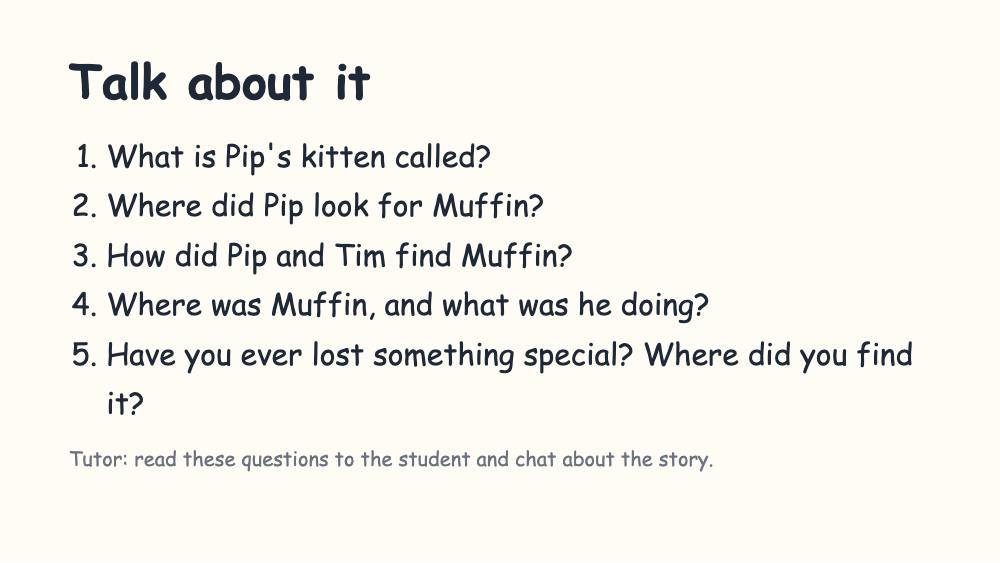 Talk about it
1. What is Pip's kitten called?
2. Where did Pip look for Muffin?
3. How did Pip and Tim find Muffin?
4. Where was Muffin, and what was he doing?
5. Have you ever lost something special? Where did you find
it?
Tutor: read these questions to the student and chat about the story.